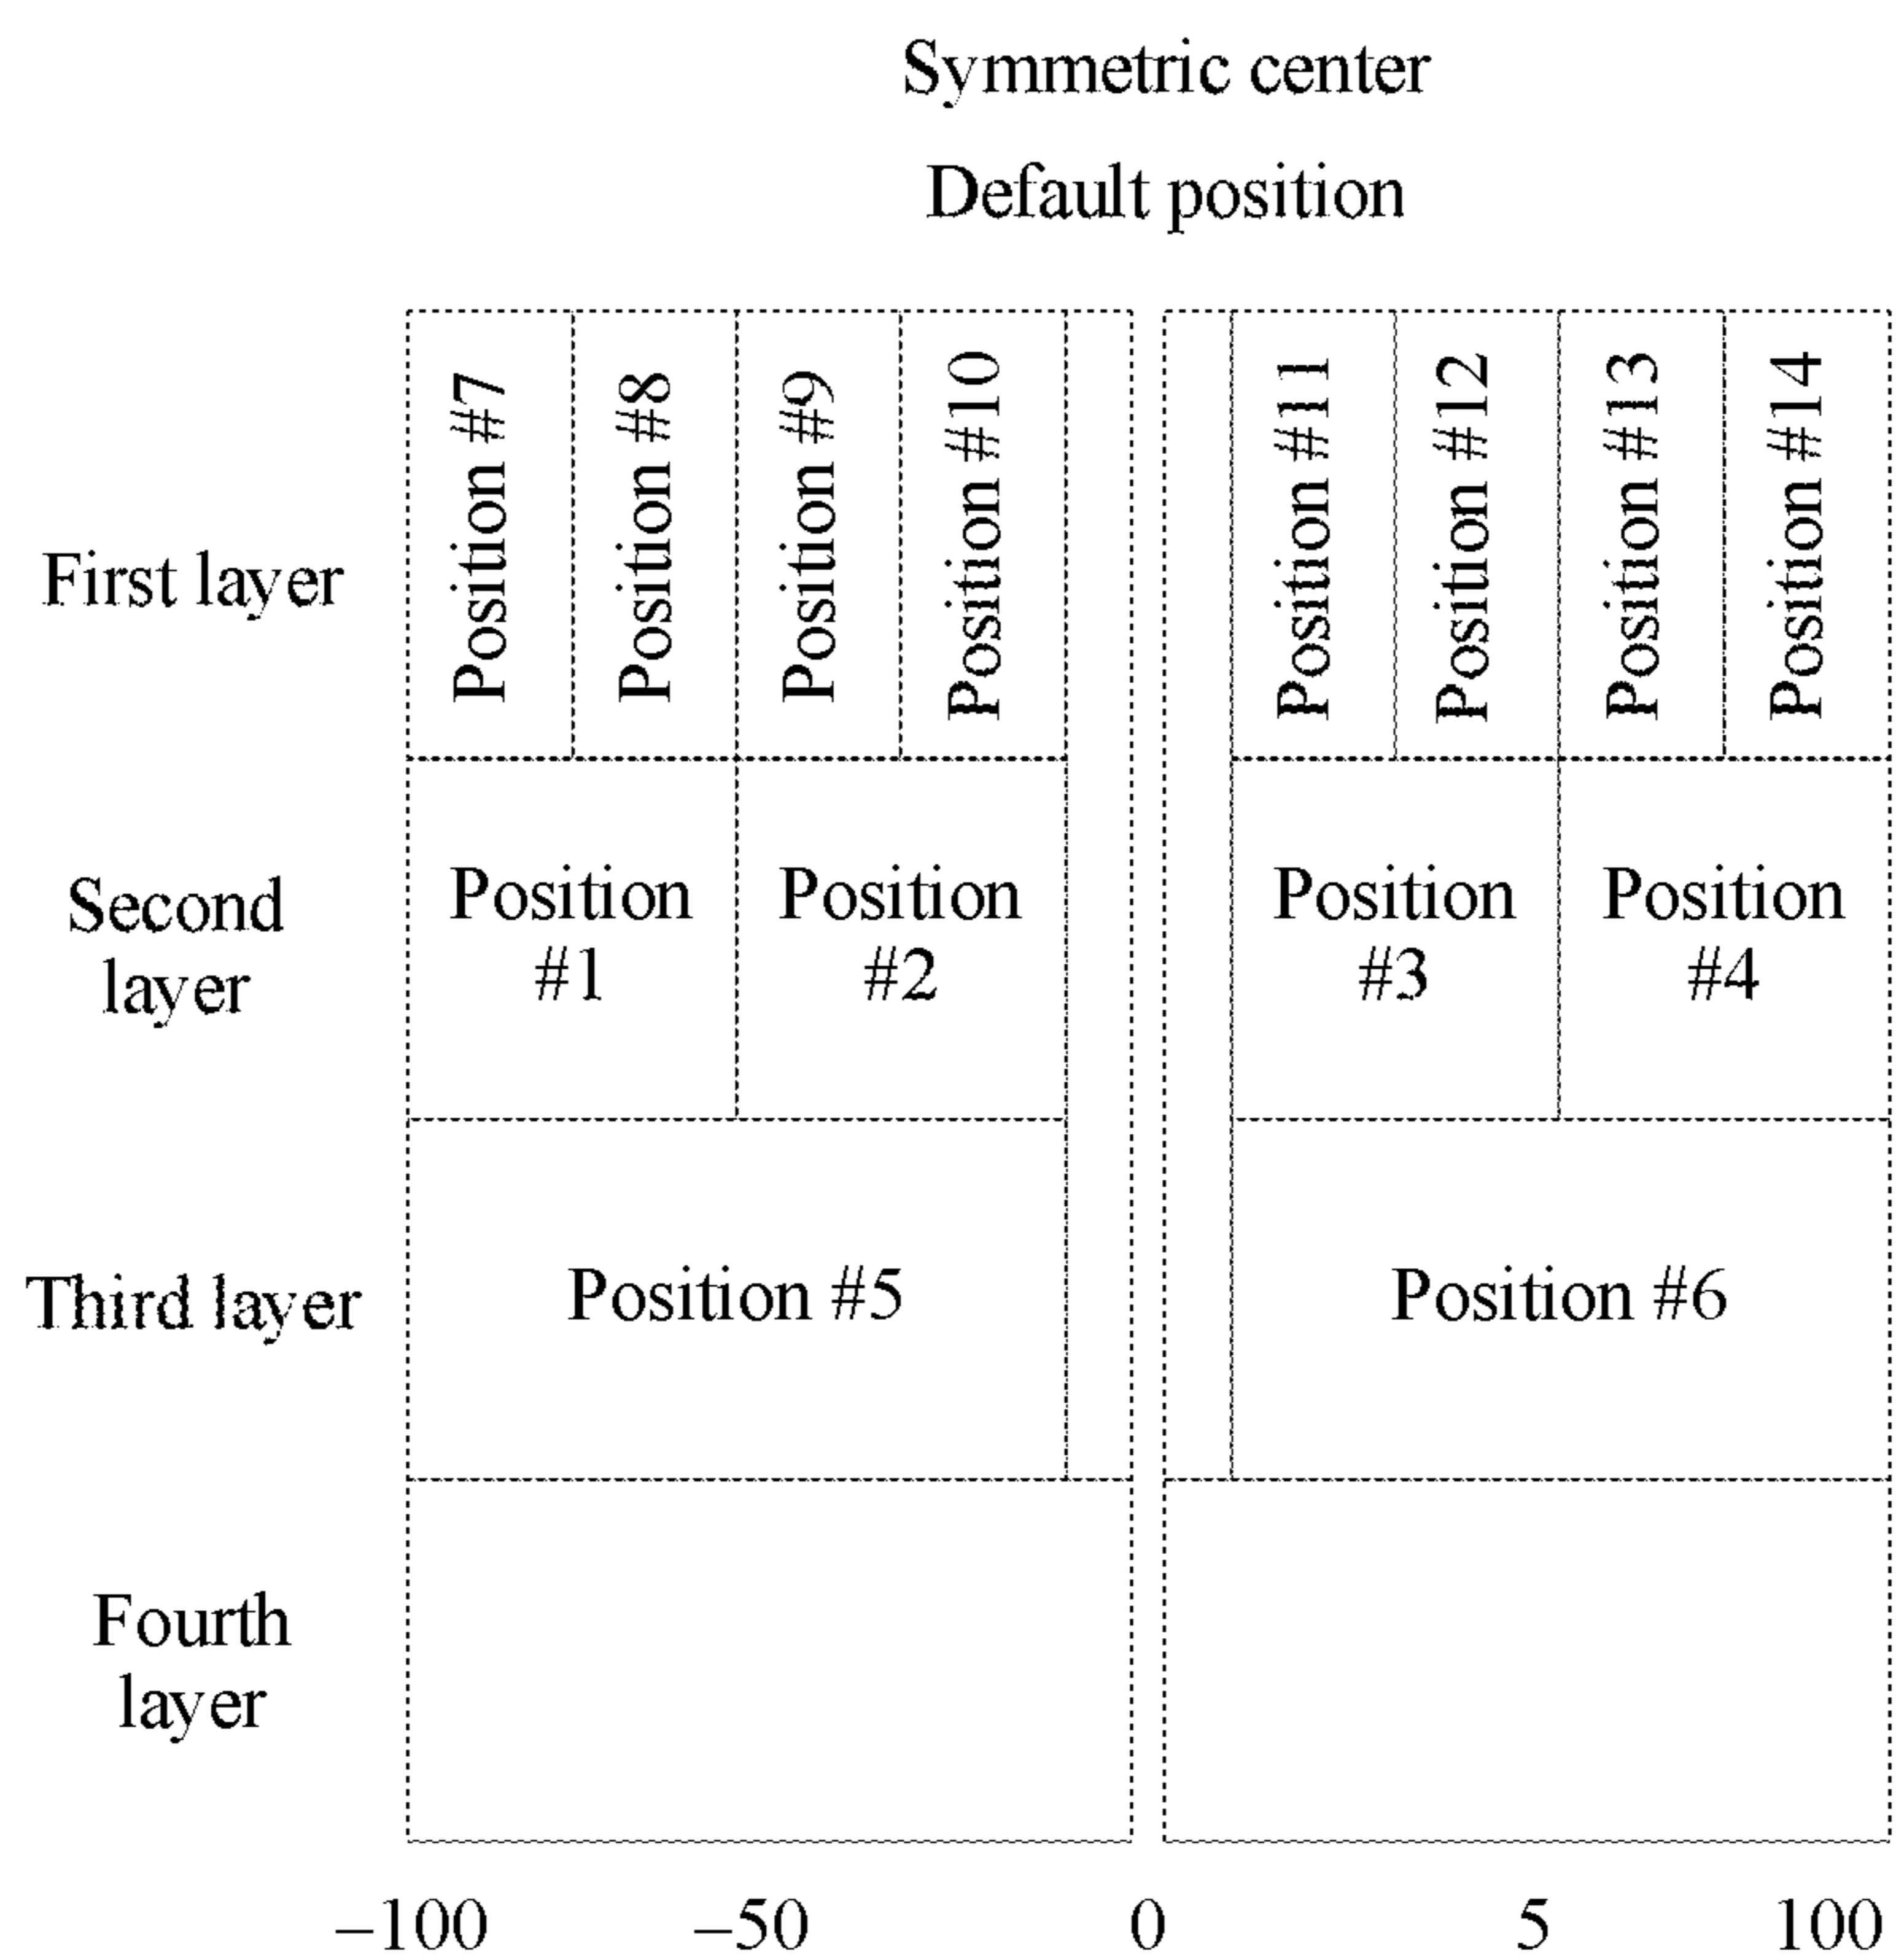 Symmetric center
Default position
First layer
Position #7
Position #8
Position #9
Position #10
Position #11
Position #12
Position #13
Position #14
Second
layer
Position
#1
Position
#2
Position
#3
Position
#4
Third layer
Position #5
Position #6
Fourth
layer
–100
–50
0
5
100